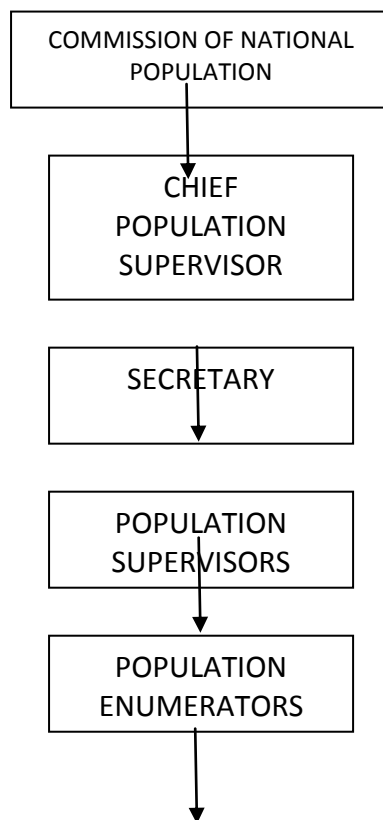 COMMISSION OF NATIONAL
POPULATION
CHIEF
POPULATION
SUPERVISOR
SECRETARY
POPULATION
SUPERVISORS
POPULATION
ENUMERATORS